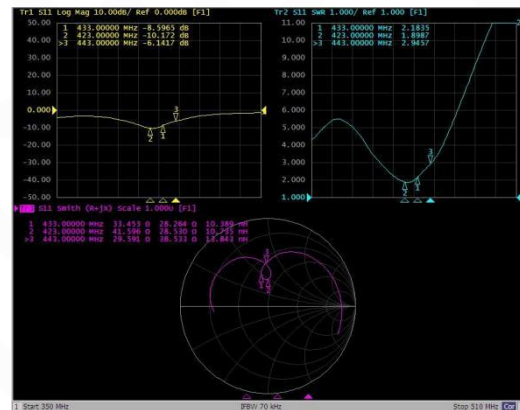 Tr1 S11 Log Mag 10.00dB/ Ref 0.000dB [F1]
50.00
1 433.00000 MHz -8.5965 dB
2 423.00000 MHz -10.172 dB
>3 443.00000 MHz -6.1417 dB
40.00
30.00
20.00
10.00
0.000
-10.00
-20.00
-30.00
-40.00
-50.00
3
2
1
Tr2 S11 SWR 1.000/ Ref 1.000 [F1]
11.00
1 433.00000 MHz 2.1835
2 423.00000 MHz 1.8987
>3 443.00000 MHz 2.9457
10.00
9.000
8.000
7.000
6.000
5.000
4.000
3.000
2.000
1.000
3
1
2
S11 Smith (R+jX) Scale 1.000U [F1]
1 433.00000 MHz 33.453 Ω 28.264 Ω 10.389 nH
2 423.00000 MHz 41.596 Ω 28.530 Ω 10.735 nH
>3 443.00000 MHz 29.591 Ω 38.533 Ω 13.843 nH
1 Start 350 MHz
IFBW 70 kHz
Stop 510 MHz Cor